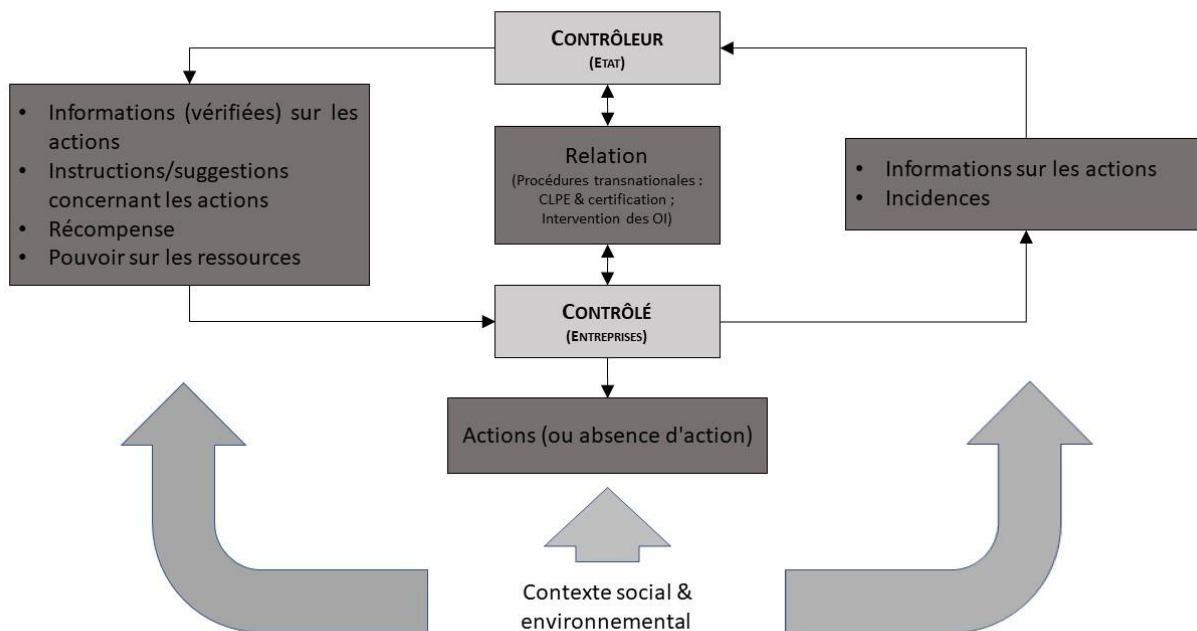 CONTRÔLEUR
(ETAT)
• Informations (vérifiées) sur les
actions
• Instructions/suggestions
concernant les actions
• Récompense
• Pouvoir sur les ressources
Relation
(Procédures transnationales :
CLPE & certification ;
Intervention des OI)
• Informations sur les actions
• Incidences
CONTRÔLÉ
(ENTREPRISES)
Actions (ou absence d'action)
Contexte social &
environnemental